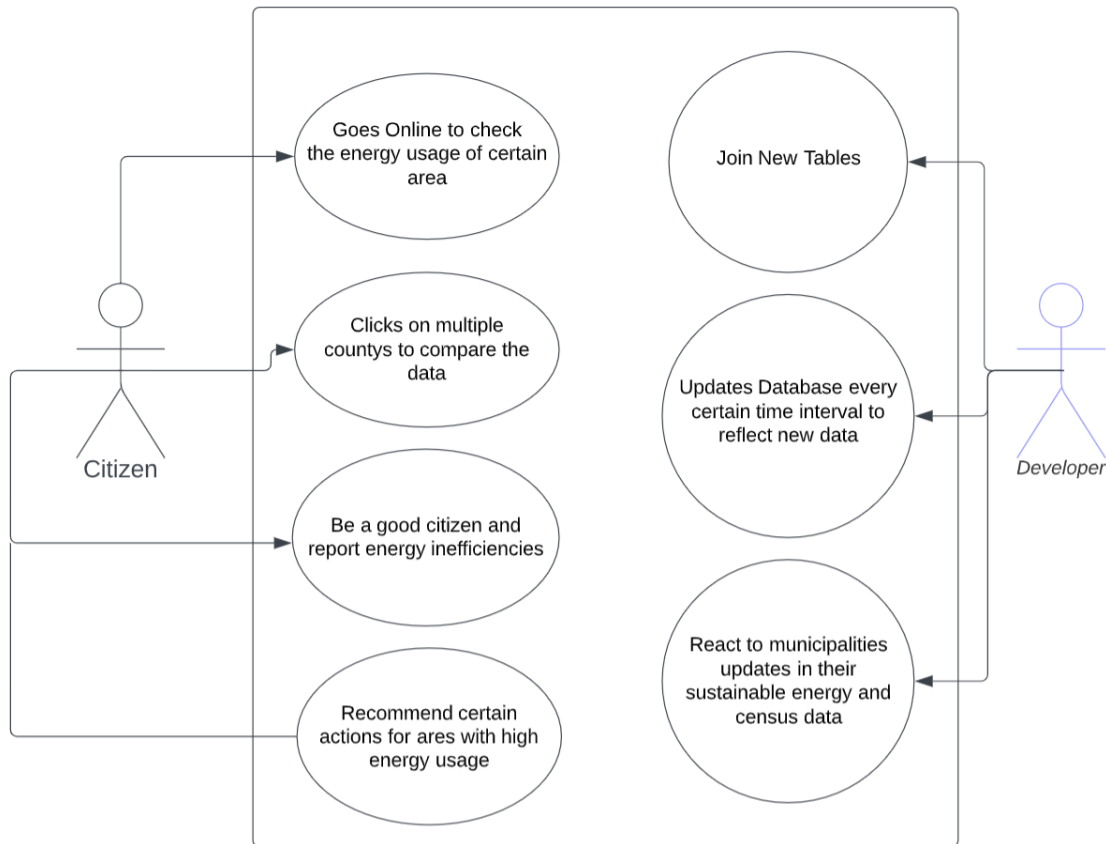 Goes Online to check
the energy usage of certain
area
Join New Tables
Clicks on multiple
countys to compare the
data
Updates Database every
certain time interval to
reflect new data
Citizen
Developer
Be a good citizen and
report energy inefficiencies
React to municipalities
updates in their
sustainable energy and
census data
Recommend certain
actions for ares with high
energy usage